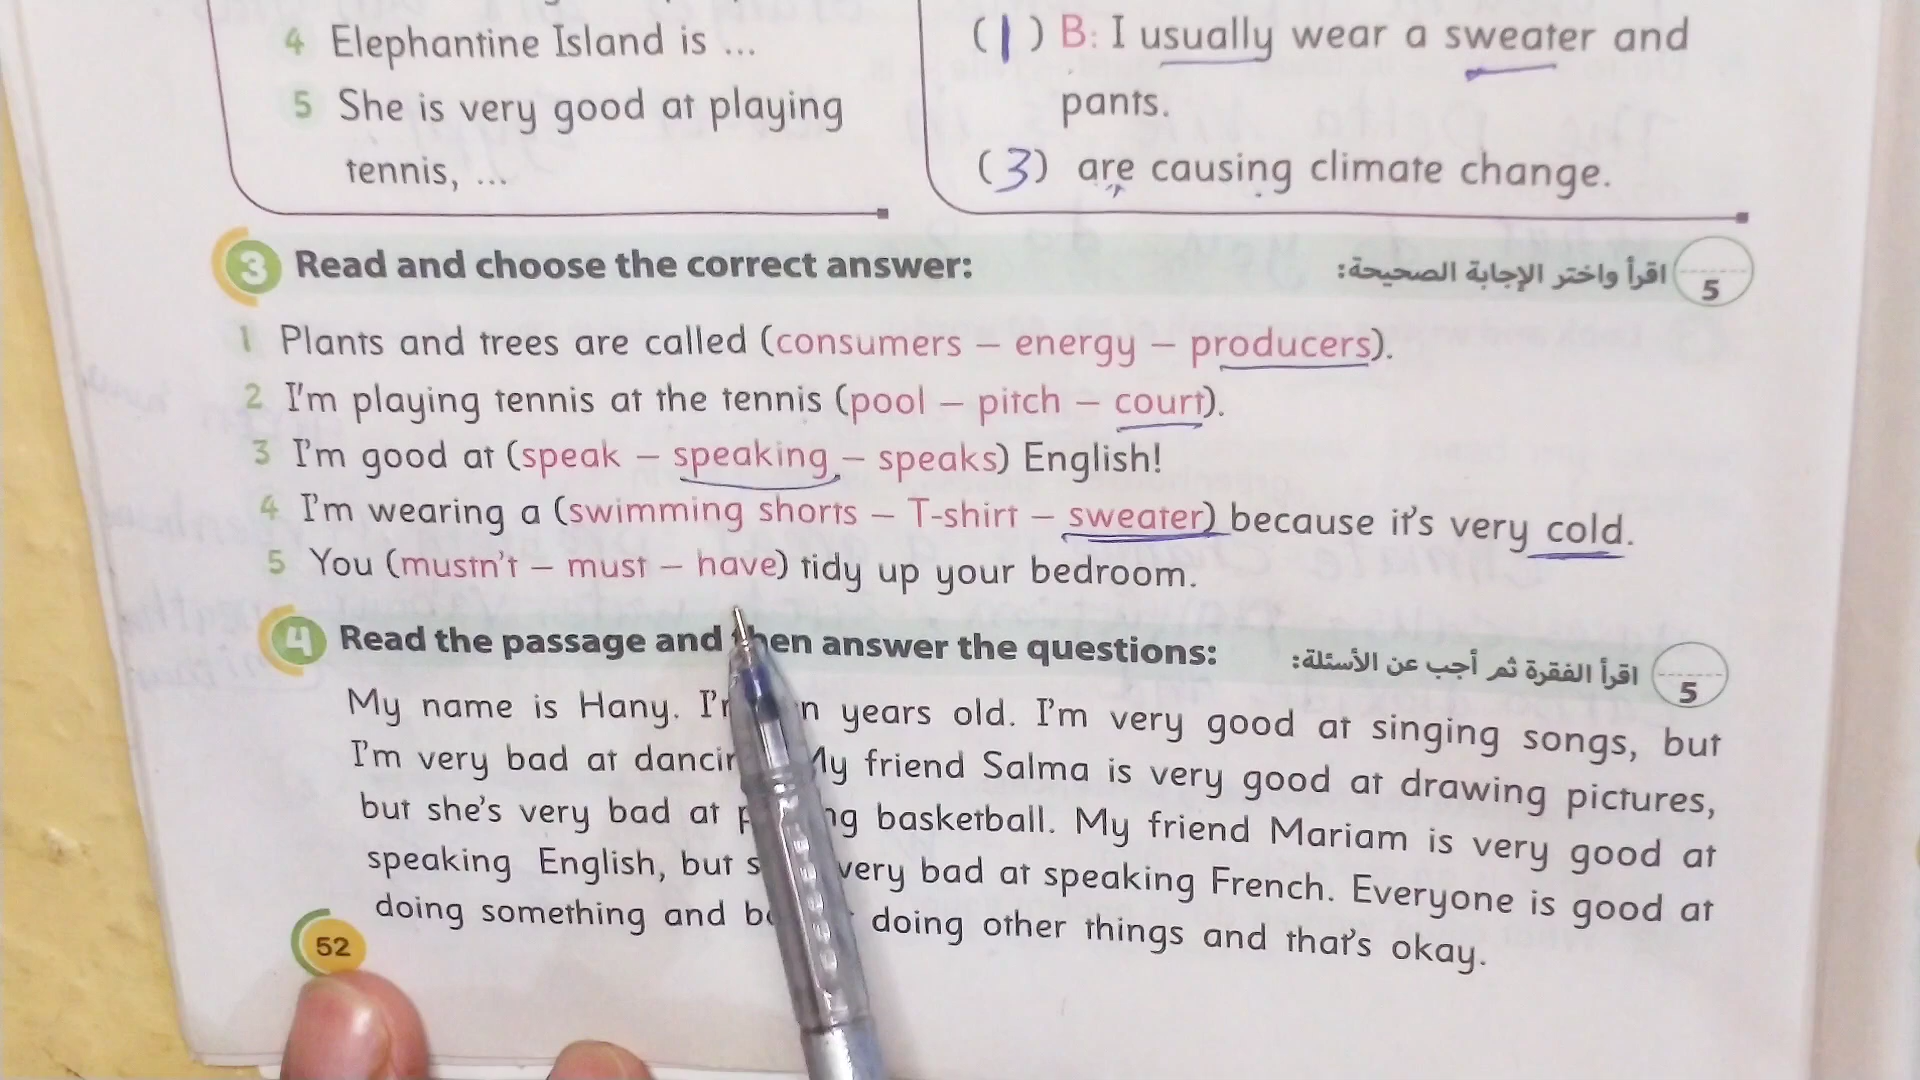 4 Elephantine Island is ...
5 She is very good at playing
tennis, ...
(1) B: I usually wear a sweater and
pants.
(3) are causing climate change.
3 Read and choose the correct answer:
اقرأ واختر الإجابة الصحيحة:
5
1 Plants and trees are called (consumers – energy – producers).
2 I'm playing tennis at the tennis (pool – pitch – court).
3 I'm good at (speak – speaking – speaks) English!
4 I'm wearing a (swimming shorts – T-shirt – sweater) because it's very cold.
5 You (mustn't – must – have) tidy up your bedroom.
4 Read the passage and then answer the questions:
اقرأ الفقرة ثم أجب عن الأسئلة:
5
My name is Hany. years old. I'm very good at singing songs, but
I'm very bad at My friend Salma is very good at drawing pictures,
but she's very bad at basketball. My friend Mariam is very good at
speaking English, but very bad at speaking French. Everyone is good at
doing something and doing other things and that's okay.
52